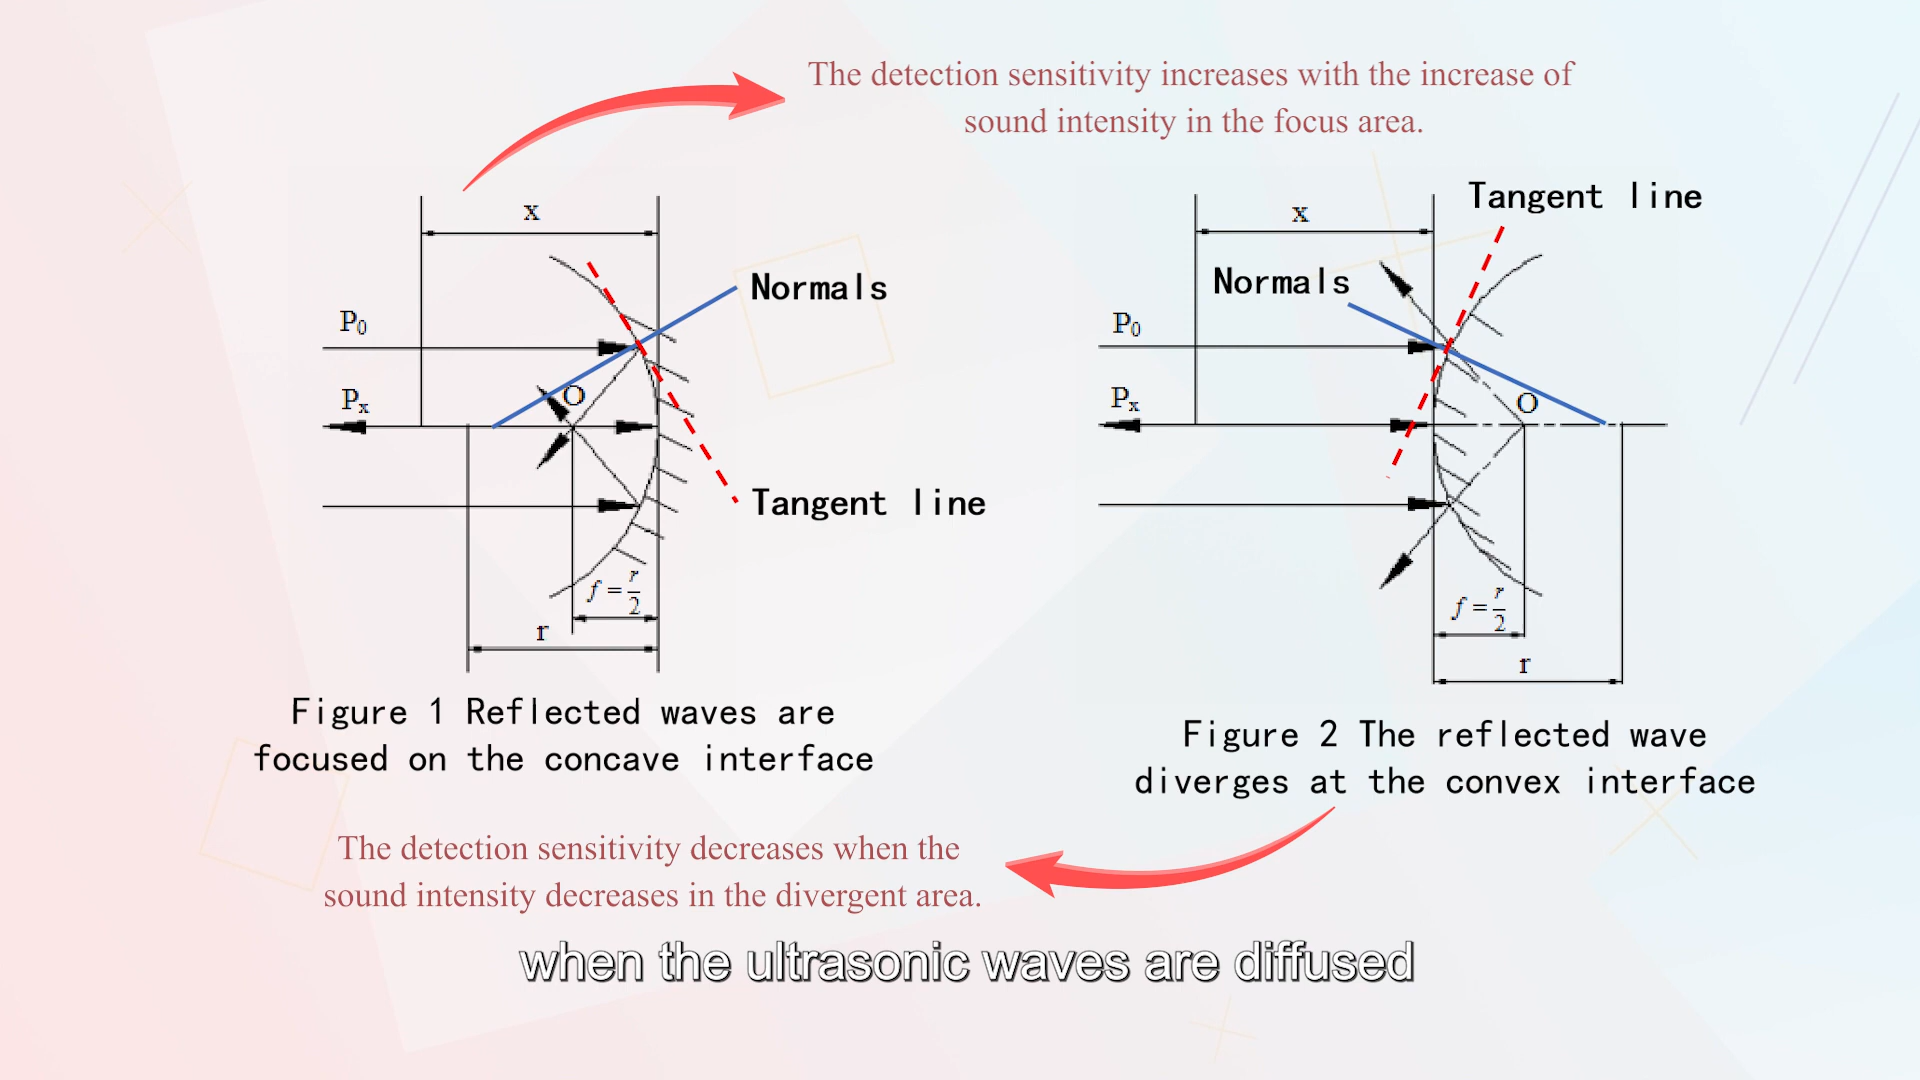 The detection sensitivity increases with the increase of
sound intensity in the focus area.
x
Normals
P₀
O
Pₓ
Tangent line
f = r/2
r
Figure 1 Reflected waves are
focused on the concave interface
Tangent line
x
Normals
P₀
Pₓ
O
f = r/2
r
Figure 2 The reflected wave
diverges at the convex interface
The detection sensitivity decreases when the
sound intensity decreases in the divergent area.
when the ultrasonic waves are diffused